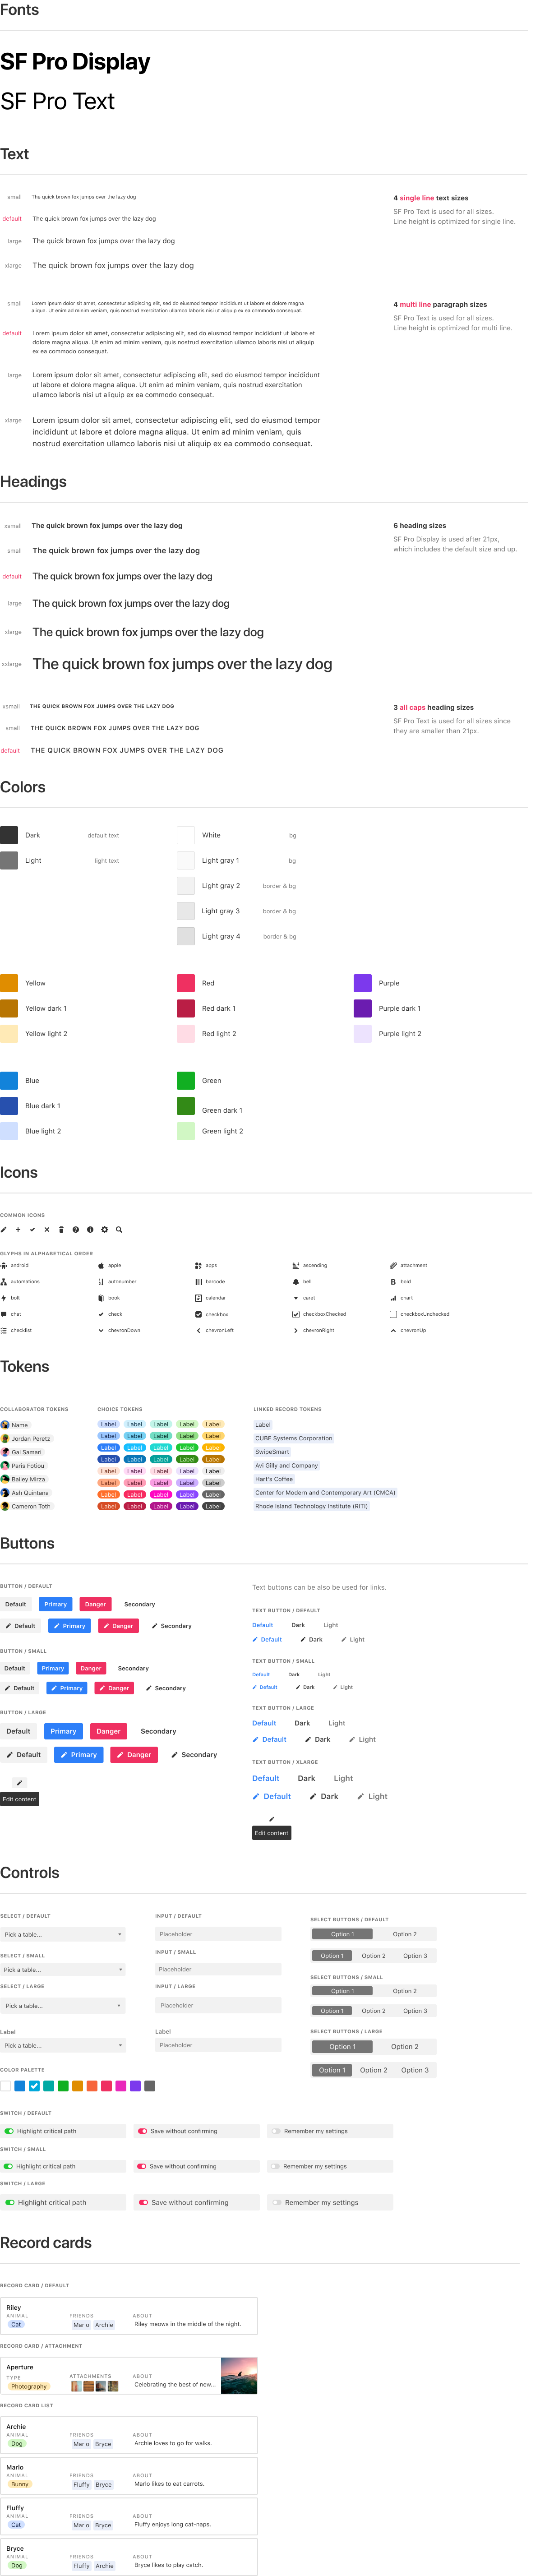 Fonts
SF Pro Display
SF Pro Text
Text
small The quick brown fox jumps over the lazy dog
default The quick brown fox jumps over the lazy dog
large The quick brown fox jumps over the lazy dog
xlarge The quick brown fox jumps over the lazy dog
4 single line text sizes
SF Pro Text is used for all sizes.
Line height is optimized for single line.
small Lorem ipsum dolor sit amet, consectetur adipiscing elit, sed do eiusmod tempor incididunt ut labore et dolore magna
aliqua. Ut enim ad minim veniam, quis nostrud exercitation ullamco laboris nisi ut aliquip ex ea commodo consequat.
default Lorem ipsum dolor sit amet, consectetur adipiscing elit, sed do eiusmod tempor incididunt ut labore et
dolore magna aliqua. Ut enim ad minim veniam, quis nostrud exercitation ullamco laboris nisi ut aliquip
ex ea commodo consequat.
large Lorem ipsum dolor sit amet, consectetur adipiscing elit, sed do eiusmod tempor incididunt
ut labore et dolore magna aliqua. Ut enim ad minim veniam, quis nostrud exercitation
ullamco laboris nisi ut aliquip ex ea commodo consequat.
xlarge Lorem ipsum dolor sit amet, consectetur adipiscing elit, sed do eiusmod tempor
incididunt ut labore et dolore magna aliqua. Ut enim ad minim veniam, quis
nostrud exercitation ullamco laboris nisi ut aliquip ex ea commodo consequat.
4 multi line paragraph sizes
SF Pro Text is used for all sizes.
Line height is optimized for multi line.
Headings
xsmall The quick brown fox jumps over the lazy dog
small The quick brown fox jumps over the lazy dog
default The quick brown fox jumps over the lazy dog
large The quick brown fox jumps over the lazy dog
xlarge The quick brown fox jumps over the lazy dog
xxlarge The quick brown fox jumps over the lazy dog
6 heading sizes
SF Pro Display is used after 21px,
which includes the default size and up.
xsmall THE QUICK BROWN FOX JUMPS OVER THE LAZY DOG
small THE QUICK BROWN FOX JUMPS OVER THE LAZY DOG
default THE QUICK BROWN FOX JUMPS OVER THE LAZY DOG
3 all caps heading sizes
SF Pro Text is used for all sizes since
they are smaller than 21px.
Colors
Dark default text White bg
Light light text Light gray 1 bg
Light gray 2 border & bg
Light gray 3 border & bg
Light gray 4 border & bg
Yellow Red Purple
Yellow dark 1 Red dark 1 Purple dark 1
Yellow light 2 Red light 2 Purple light 2
Blue Green
Blue dark 1 Green dark 1
Blue light 2 Green light 2
Icons
COMMON ICONS
GLYPHS IN ALPHABETICAL ORDER
android apple apps ascending attachment
automations autonumber barcode bell bold
bolt book calendar caret chart
chat check checkbox checkboxChecked checkboxUnchecked
checklist chevronDown chevronLeft chevronRight chevronUp
Tokens
COLLABORATOR TOKENS CHOICE TOKENS LINKED RECORD TOKENS
Name Label Label Label Label Label Label
Jordan Peretz Label Label Label Label Label CUBE Systems Corporation
Gal Samari Label Label Label Label Label SwipeSmart
Paris Fotiou Label Label Label Label Label Avi Gilly and Company
Bailey Mirza Label Label Label Label Label Hart's Coffee
Ash Quintana Label Label Label Label Label Center for Modern and Contemporary Art (CMCA)
Cameron Toth Label Label Label Label Label Rhode Island Technology Institute (RITI)
Label Label Label Label Label
Buttons
BUTTON / DEFAULT
Default Primary Danger Secondary
Default Primary Danger Secondary
BUTTON / SMALL
Default Primary Danger Secondary
Default Primary Danger Secondary
BUTTON / LARGE
Default Primary Danger Secondary
Default Primary Danger Secondary
Edit content
Text buttons can be also be used for links.
TEXT BUTTON / DEFAULT
Default Dark Light
Default Dark Light
TEXT BUTTON / SMALL
Default Dark Light
Default Dark Light
TEXT BUTTON / LARGE
Default Dark Light
Default Dark Light
TEXT BUTTON / XLARGE
Default Dark Light
Default Dark Light
Edit content
Controls
SELECT / DEFAULT
Pick a table...
SELECT / SMALL
Pick a table...
SELECT / LARGE
Pick a table...
Label
Pick a table...
INPUT / DEFAULT
Placeholder
INPUT / SMALL
Placeholder
INPUT / LARGE
Placeholder
Label
Placeholder
SELECT BUTTONS / DEFAULT
Option 1 Option 2
Option 1 Option 2 Option 3
SELECT BUTTONS / SMALL
Option 1 Option 2
Option 1 Option 2 Option 3
SELECT BUTTONS / LARGE
Option 1 Option 2
Option 1 Option 2 Option 3
COLOR PALETTE
SWITCH / DEFAULT
Highlight critical path Save without confirming Remember my settings
SWITCH / SMALL
Highlight critical path Save without confirming Remember my settings
SWITCH / LARGE
Highlight critical path Save without confirming Remember my settings
Record cards
RECORD CARD / DEFAULT
Riley
ANIMAL FRIENDS ABOUT
Cat Marlo Archie Riley meows in the middle of the night.
RECORD CARD / ATTACHMENT
Aperture
TYPE ATTACHMENTS ABOUT
Photography Celebrating the best of new...
RECORD CARD LIST
Archie
ANIMAL FRIENDS ABOUT
Dog Marlo Bryce Archie loves to go for walks.
Marlo
ANIMAL FRIENDS ABOUT
Bunny Fluffy Bryce Marlo likes to eat carrots.
Fluffy
ANIMAL FRIENDS ABOUT
Cat Marlo Bryce Fluffy enjoys long cat-naps.
Bryce
ANIMAL FRIENDS ABOUT
Dog Fluffy Archie Bryce likes to play catch.